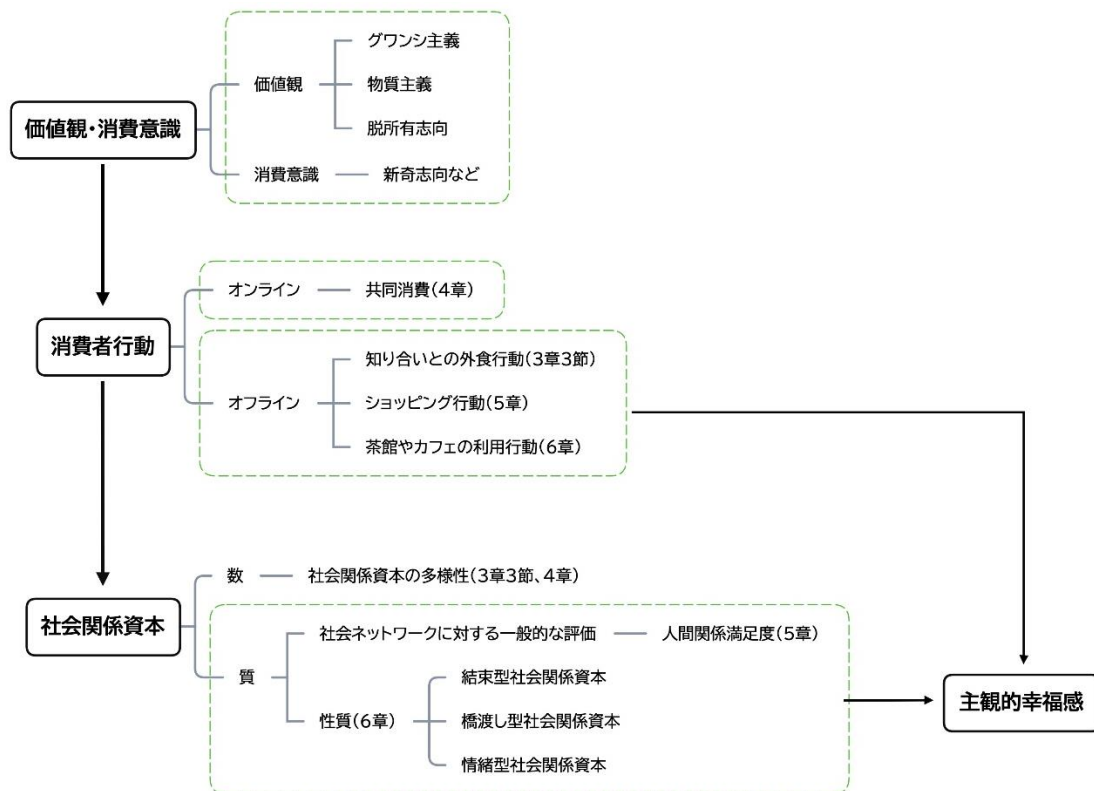 グワンシ主義
価値観
物質主義
価値観・消費意識
脱所有志向
消費意識
新奇志向など
オンライン
共同消費(4章)
消費者行動
知り合いとの外食行動(3章3節)
オフライン
ショッピング行動(5章)
茶館やカフェの利用行動(6章)
数
社会関係資本の多様性(3章3節、4章)
社会関係資本
社会ネットワークに対する一般的な評価
人間関係満足度(5章)
質
結束型社会関係資本
性質(6章)
橋渡し型社会関係資本
情緒型社会関係資本
主観的幸福感